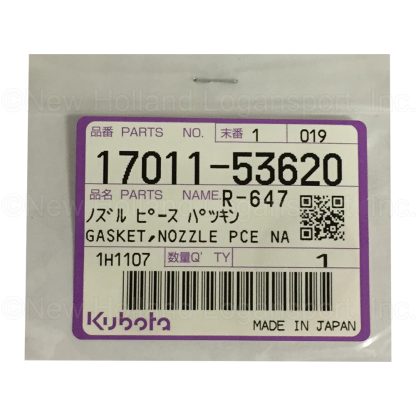 ©New Holland Logansport, Inc.
品番 PARTS NO. 末番 1 019
17011-53620
品名 PARTS NAME R-647
ノズル ピース パツキン
GASKET,NOZZLE PCE NA
1H1107 数量Q' TY 1
Kubota
MADE IN JAPAN